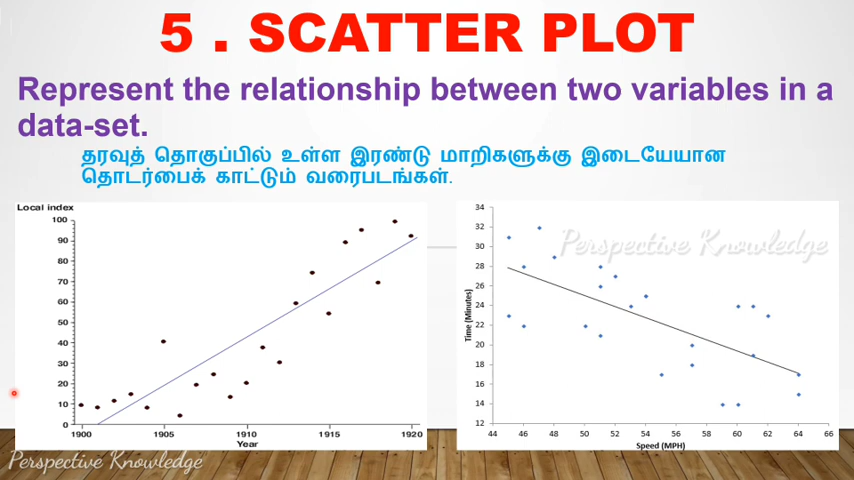 5 . SCATTER PLOT
Represent the relationship between two variables in a
data-set.
தரவுத் தொகுப்பில் உள்ள இரண்டு மாறிகளுக்கு இடையேயான
தொடர்பைக் காட்டும் வரைபடங்கள்.
Local index
100
90
80
70
60
50
40
30
20
10
0
1900 1905 1910 1915 1920
Year
Perspective Knowledge
34
32
30
28
26
24
22
20
18
16
14
12
Time (Minutes)
44 46 48 50 52 54 56 58 60 62 64 66
Speed (MPH)
Perspective Knowledge